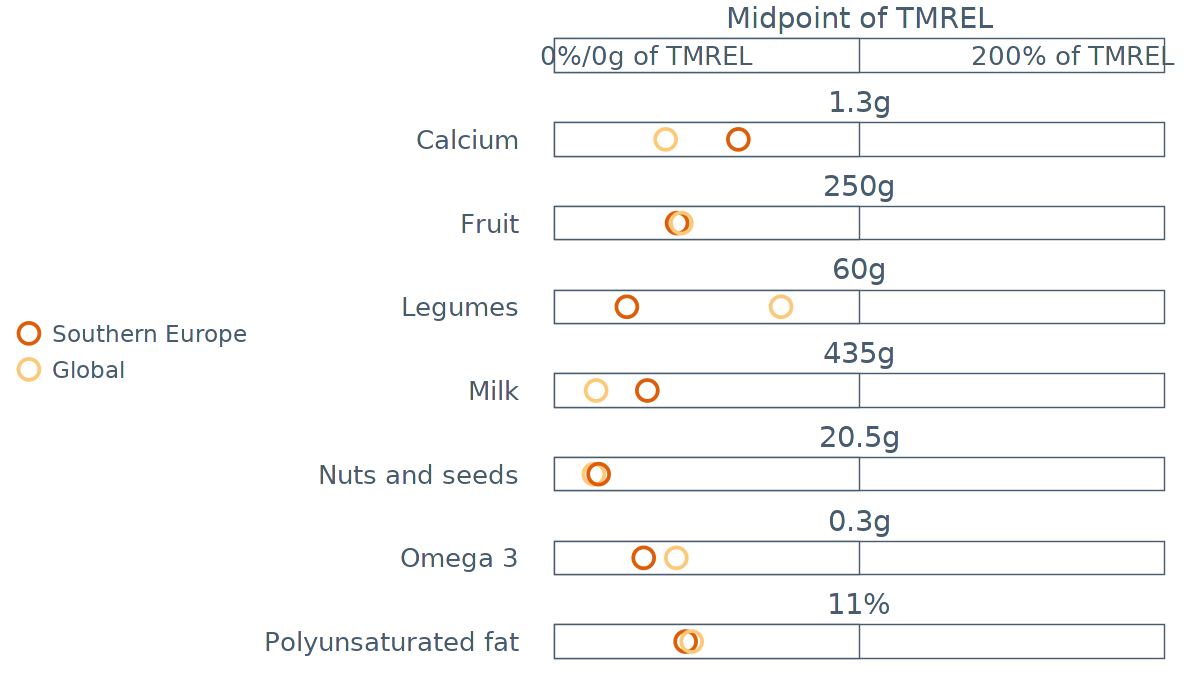 Midpoint of TMREL
0%/0g of TMREL
200% of TMREL
1.3g
Calcium
250g
Fruit
60g
Legumes
435g
Milk
20.5g
Nuts and seeds
0.3g
Omega 3
11%
Polyunsaturated fat
Southern Europe
Global